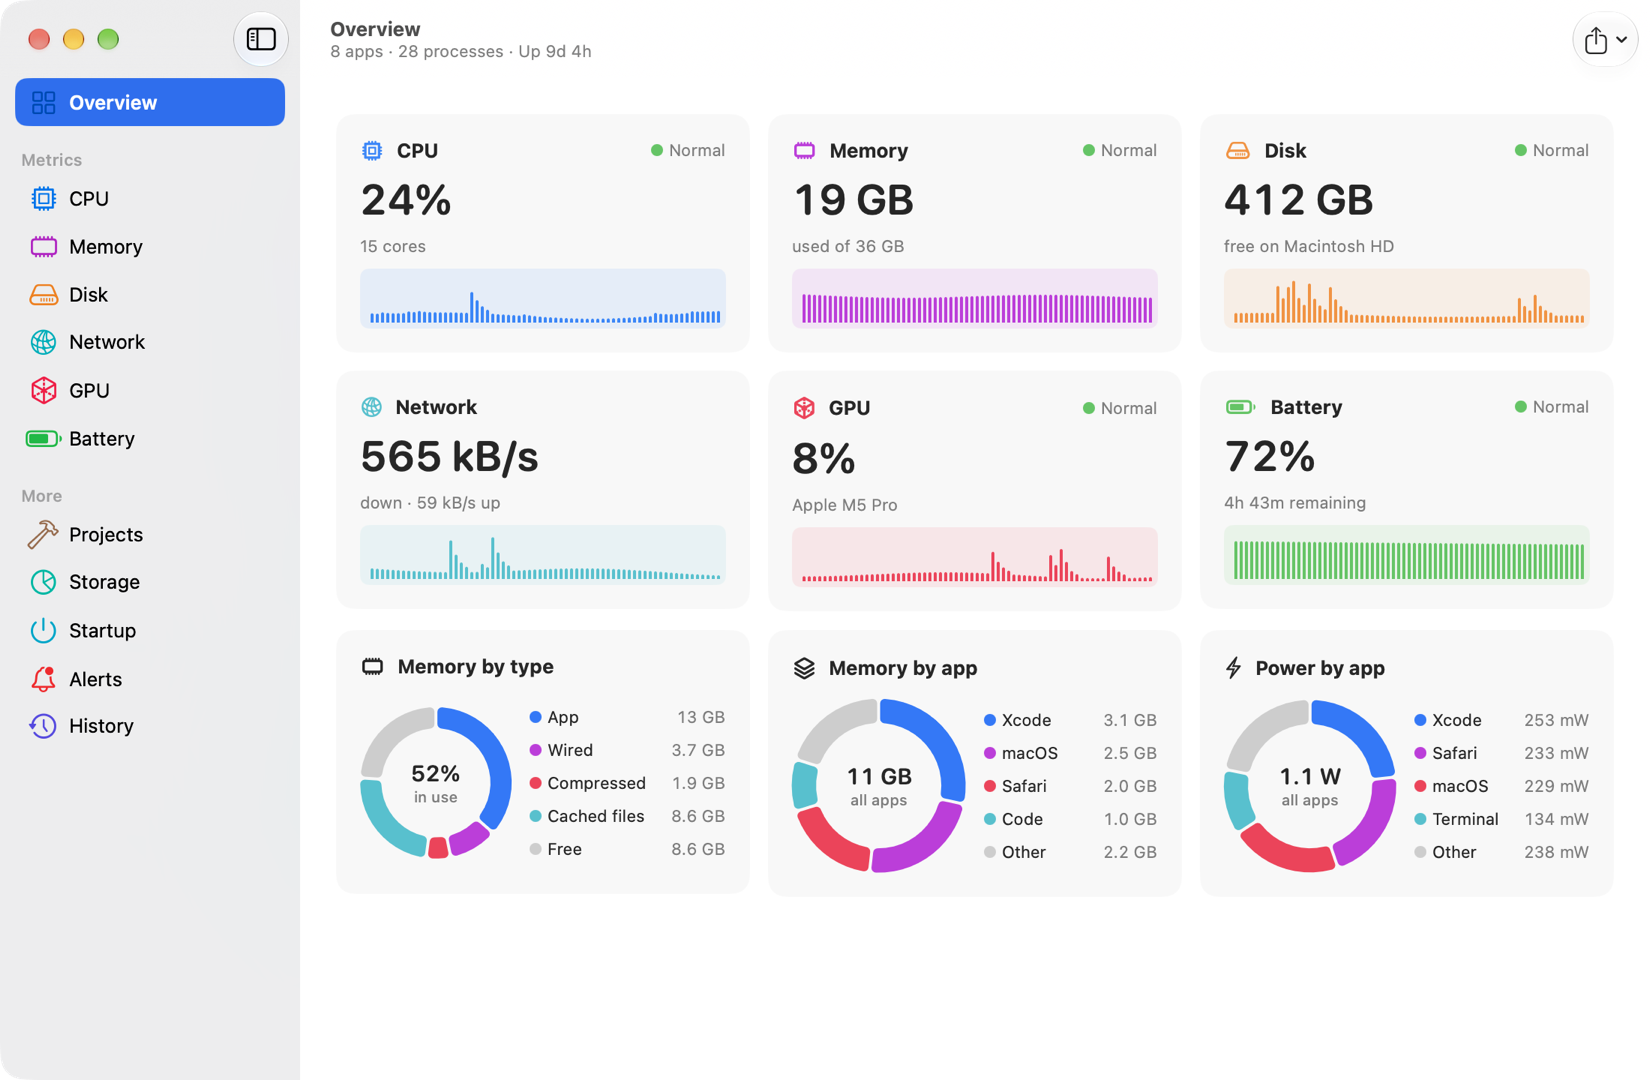 Overview
8 apps · 28 processes · Up 9d 4h
Overview
Metrics
CPU
Memory
Disk
Network
GPU
Battery
More
Projects
Storage
Startup
Alerts
History
CPU
Normal
24%
15 cores
Memory
Normal
19 GB
used of 36 GB
Disk
Normal
412 GB
free on Macintosh HD
Network
565 kB/s
down · 59 kB/s up
GPU
Normal
8%
Apple M5 Pro
Battery
Normal
72%
4h 43m remaining
Memory by type
52%
in use
App 13 GB
Wired 3.7 GB
Compressed 1.9 GB
Cached files 8.6 GB
Free 8.6 GB
Memory by app
11 GB
all apps
Xcode 3.1 GB
macOS 2.5 GB
Safari 2.0 GB
Code 1.0 GB
Other 2.2 GB
Power by app
1.1 W
all apps
Xcode 253 mW
Safari 233 mW
macOS 229 mW
Terminal 134 mW
Other 238 mW